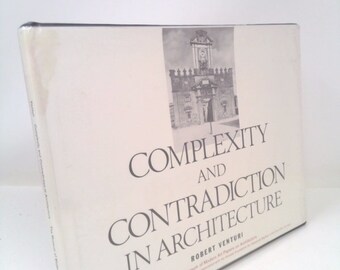 COMPLEXITY
AND
CONTRADICTION
IN ARCHITECTURE
ROBERT VENTURI